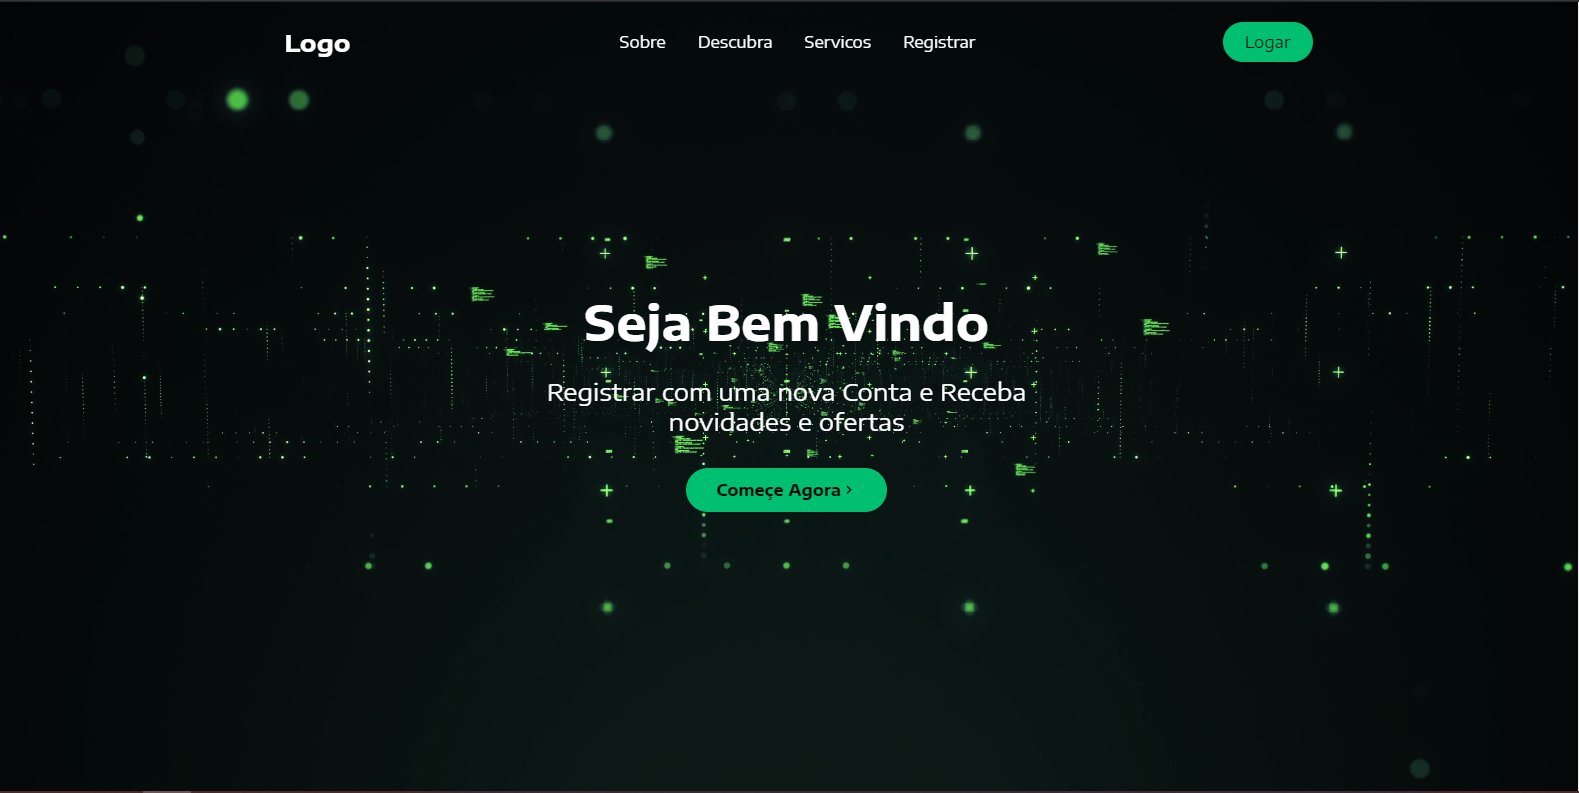 Logo
Sobre Descubra Servicos Registrar
Logar
Seja Bem Vindo
Registrar com uma nova Conta e Receba
novidades e ofertas
Começe Agora ›